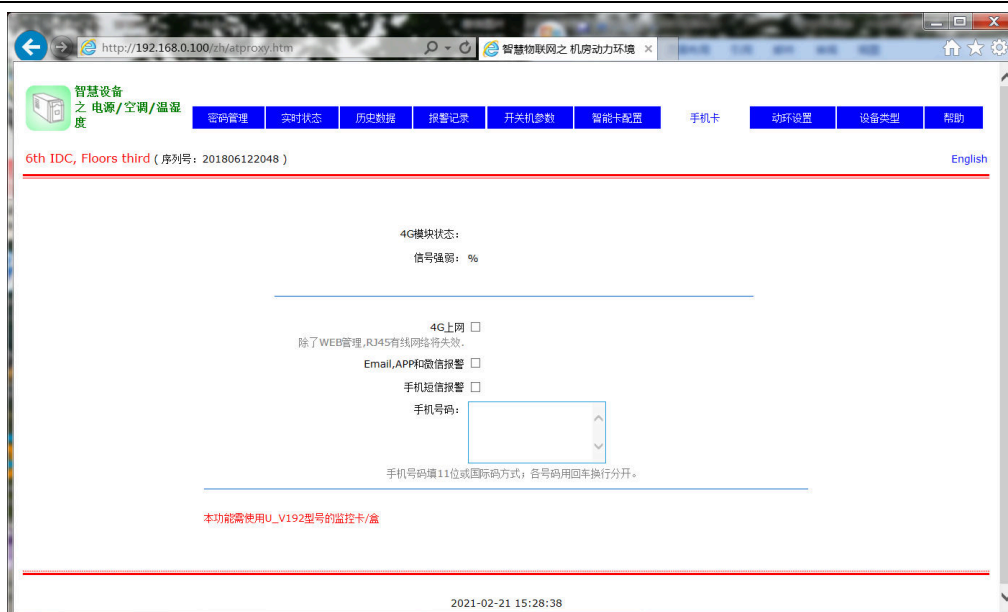 http://192.168.0.100/zh/atproxy.htm
智慧物联网之 机房动力环境
智慧设备
之 电源/空调/温湿
度
密码管理 实时状态 历史数据 报警记录 开关机参数 智能卡配置 手机卡 动环设置 设备类型 帮助
6th IDC, Floors third ( 序列号：201806122048 )
English
4G模块状态：
信号强弱： %
4G上网
除了WEB管理,RJ45有线网络将失效.
Email,APP和微信报警
手机短信报警
手机号码：
手机号码填11位或国际码方式；各号码用回车换行分开。
本功能需使用U_V192型号的监控卡/盒
2021-02-21 15:28:38